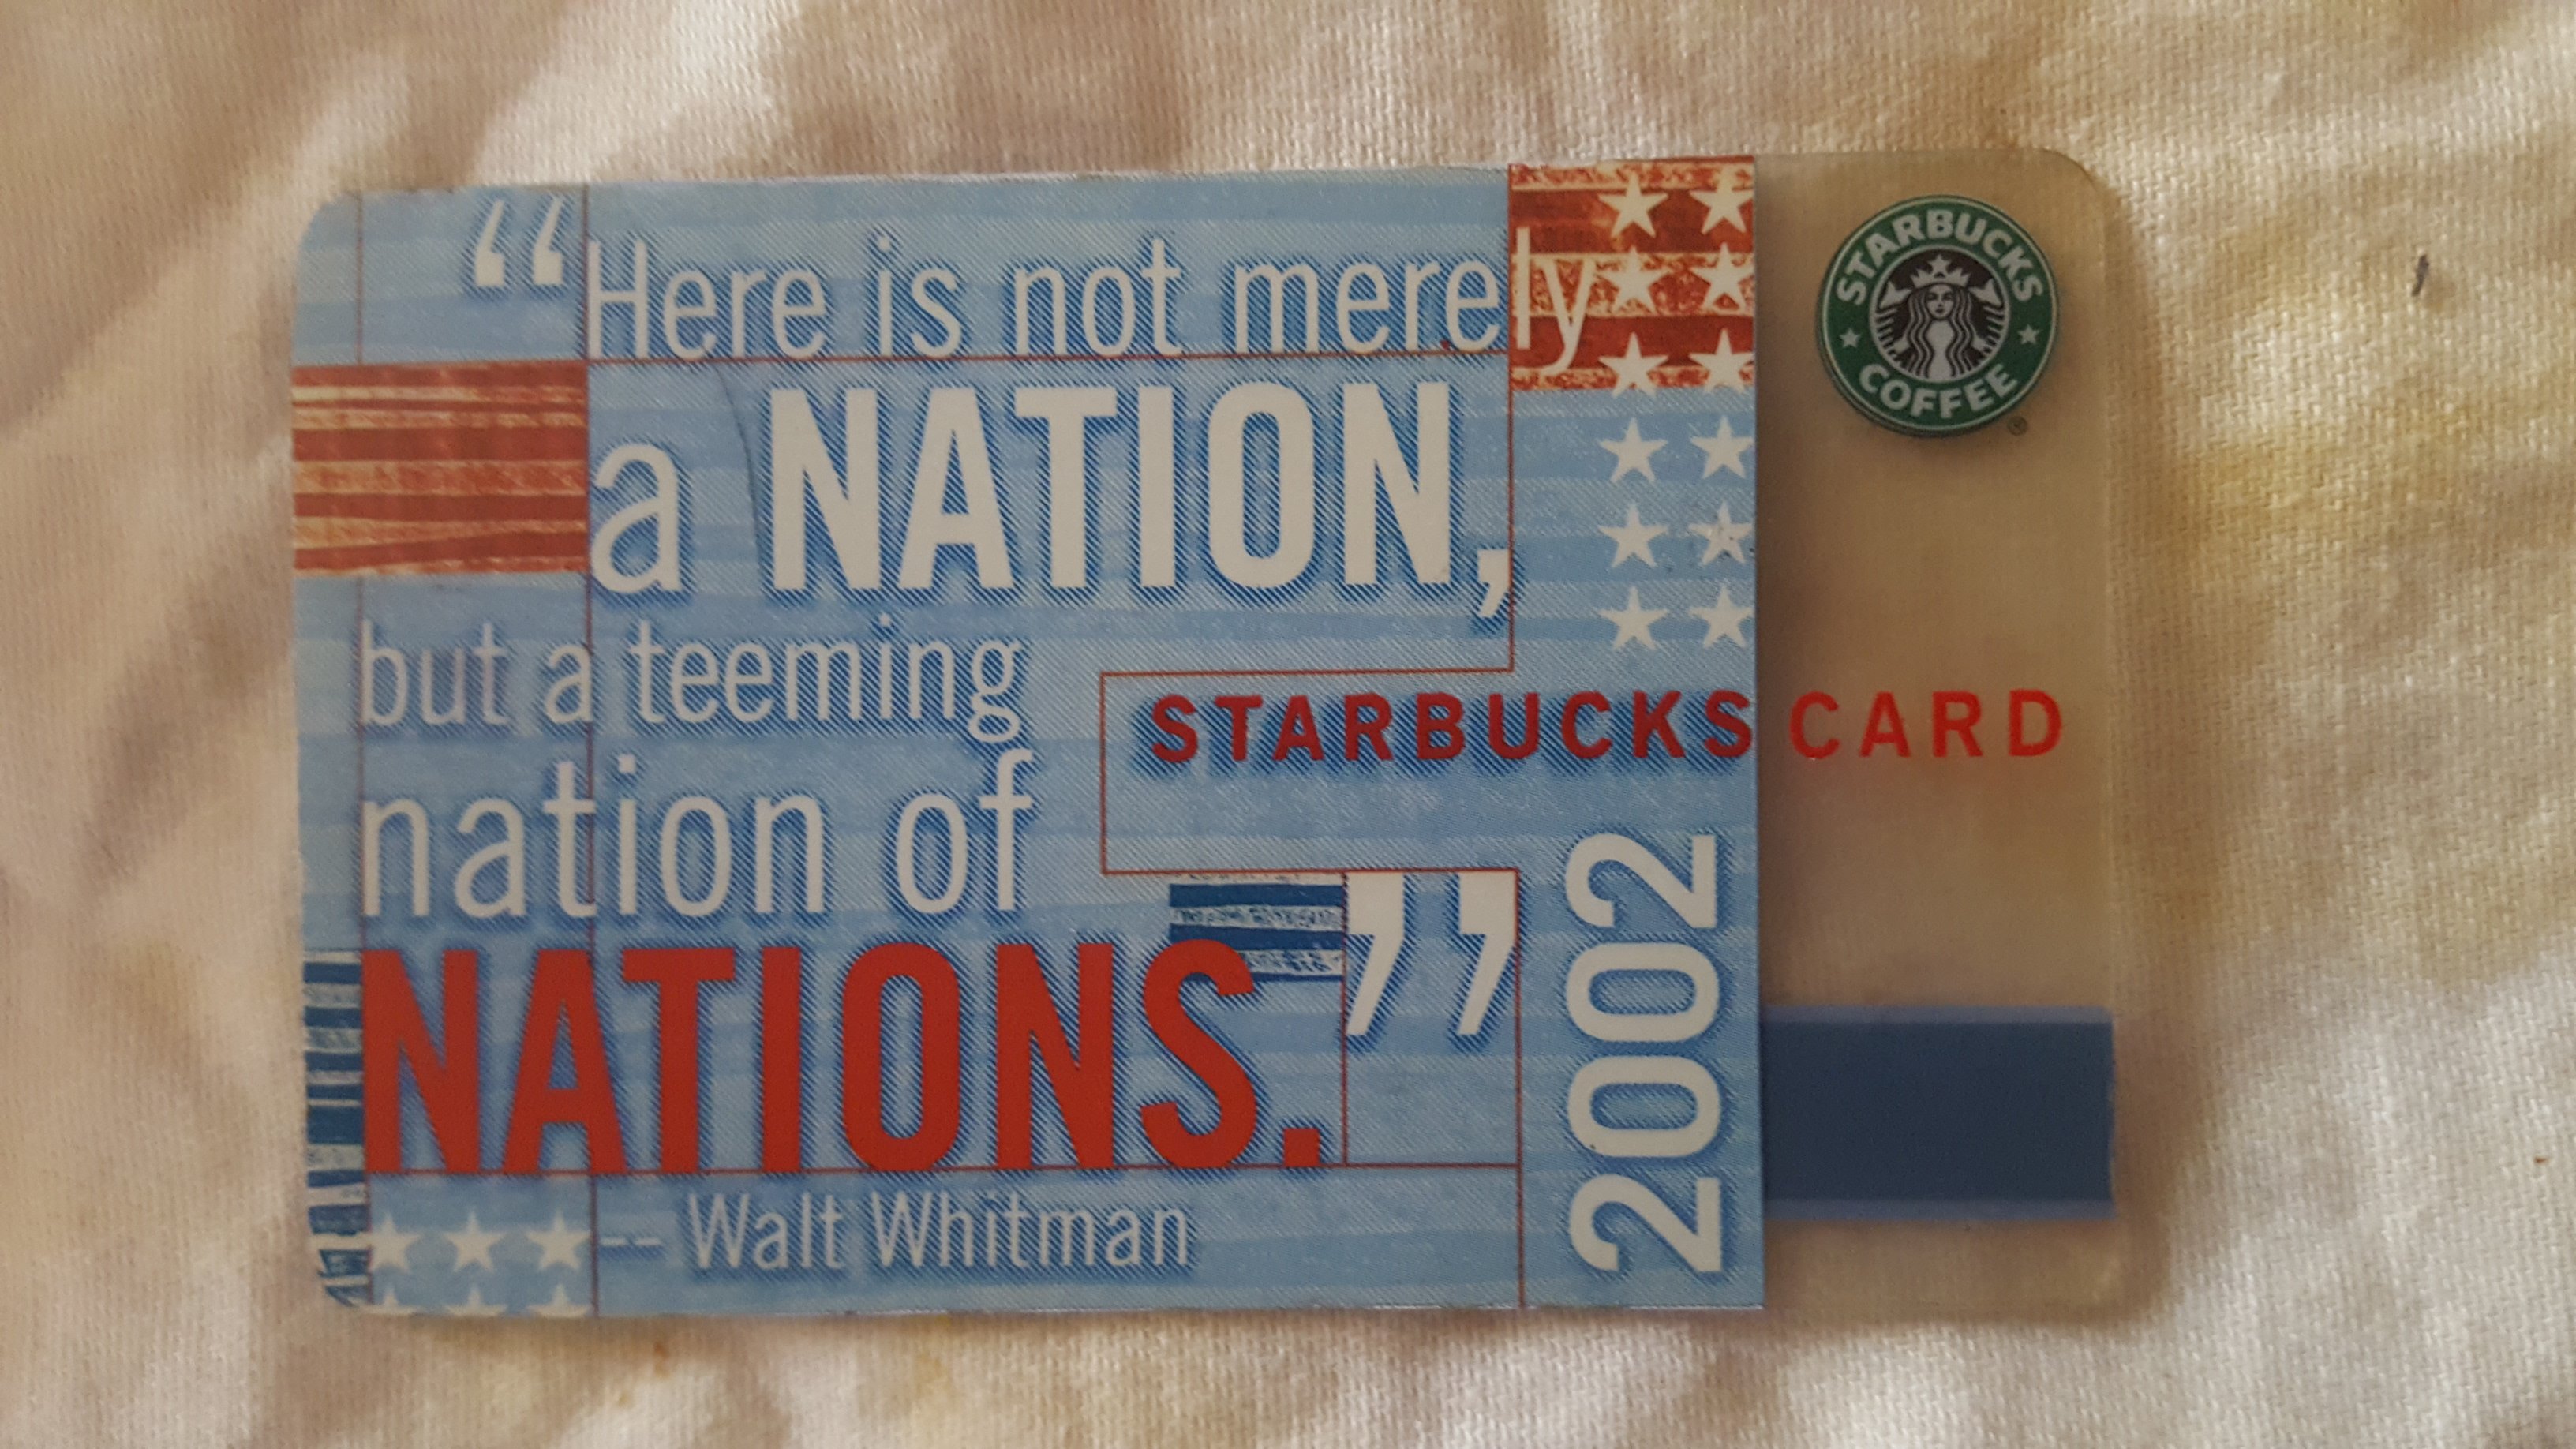 “Here is not merely
a NATION,
but a teeming
nation of
NATIONS.”
-- Walt Whitman
STARBUCKS CARD
2002
STARBUCKS
COFFEE
®